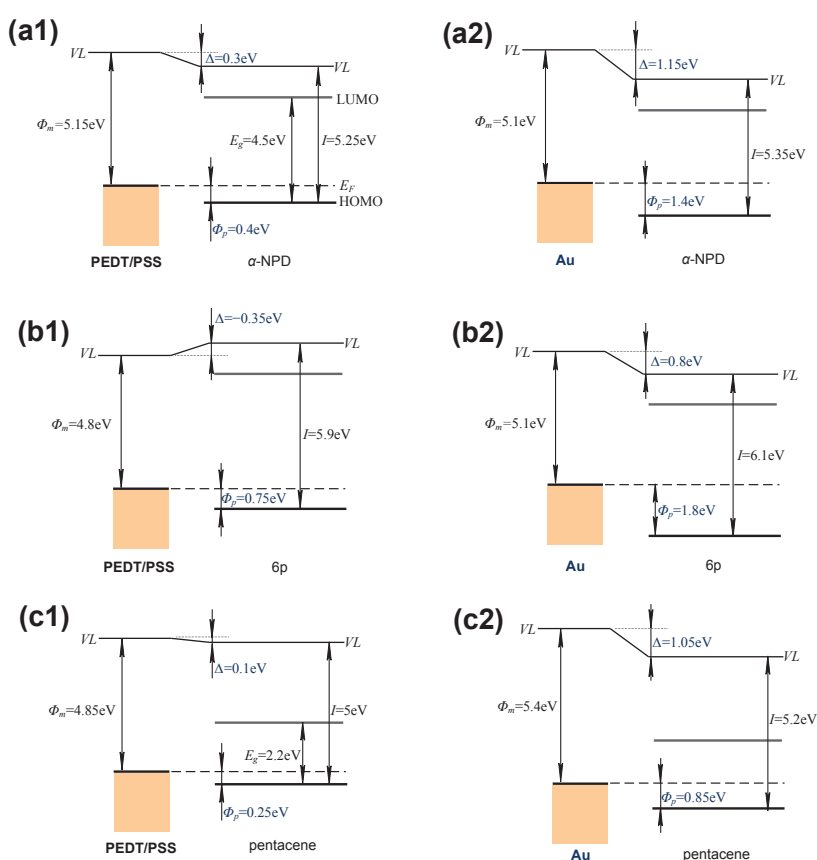 (a1)
VL
Δ=0.3eV
VL
LUMO
Φm=5.15eV
Eg=4.5eV
I=5.25eV
EF
HOMO
Φp=0.4eV
PEDT/PSS
α-NPD
(a2)
VL
Δ=1.15eV
VL
Φm=5.1eV
I=5.35eV
Φp=1.4eV
Au
α-NPD
(b1)
Δ=−0.35eV
VL
VL
Φm=4.8eV
I=5.9eV
Φp=0.75eV
PEDT/PSS
6p
(b2)
VL
Δ=0.8eV
VL
Φm=5.1eV
I=6.1eV
Φp=1.8eV
Au
6p
(c1)
VL
VL
Δ=0.1eV
Φm=4.85eV
I=5eV
Eg=2.2eV
Φp=0.25eV
PEDT/PSS
pentacene
(c2)
VL
Δ=1.05eV
VL
Φm=5.4eV
I=5.2eV
Φp=0.85eV
Au
pentacene